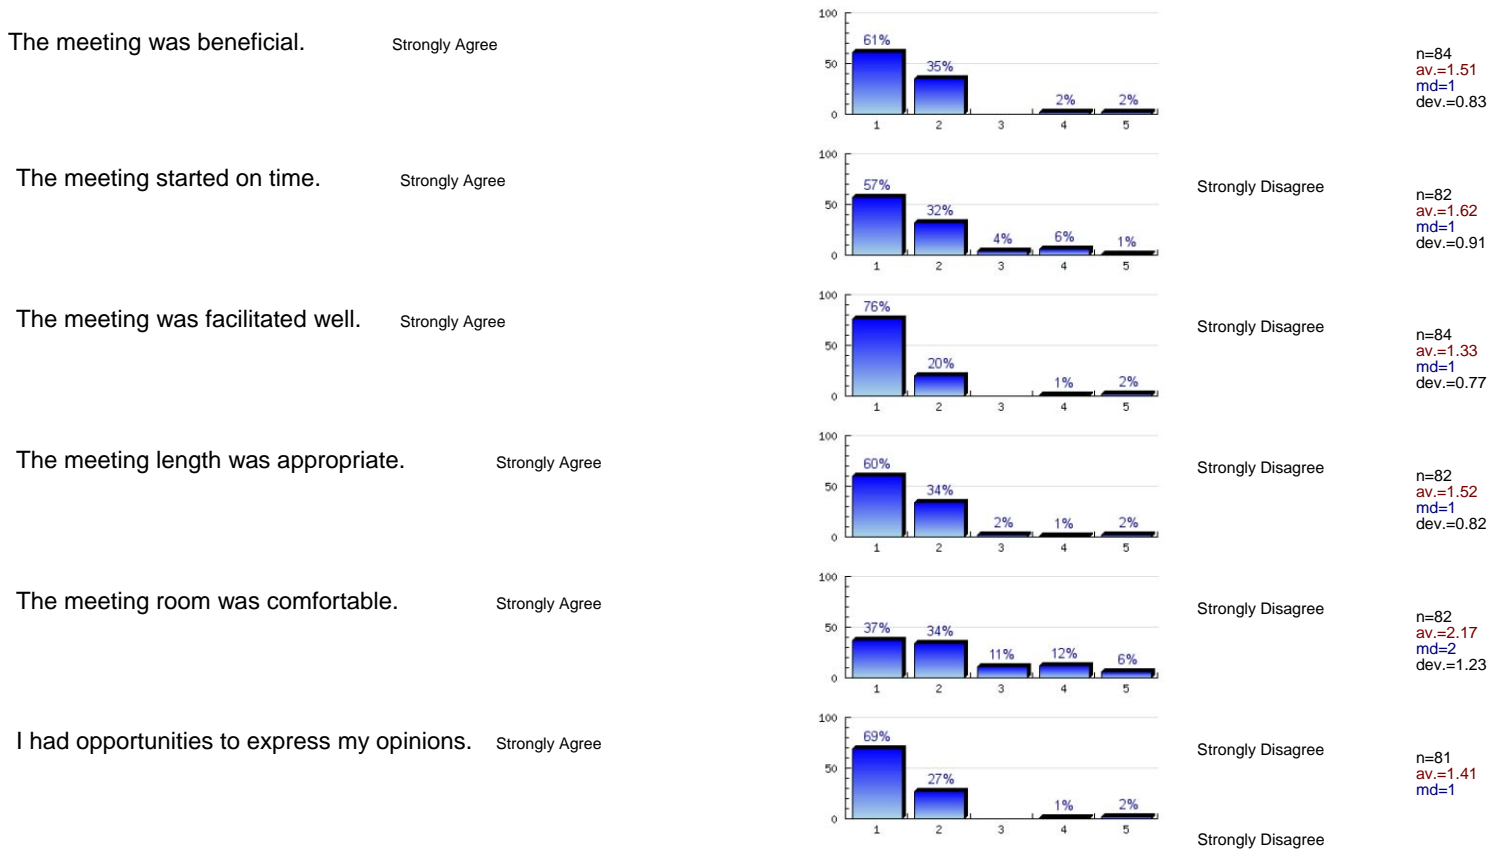 The meeting was beneficial.
Strongly Agree
100
50
0
61%
35%
2%
2%
1 2 3 4 5
n=84
av.=1.51
md=1
dev.=0.83
The meeting started on time.
Strongly Agree
100
50
0
57%
32%
4%
6%
1%
1 2 3 4 5
Strongly Disagree
n=82
av.=1.62
md=1
dev.=0.91
The meeting was facilitated well.
Strongly Agree
100
50
0
76%
20%
1%
2%
1 2 3 4 5
Strongly Disagree
n=84
av.=1.33
md=1
dev.=0.77
The meeting length was appropriate.
Strongly Agree
100
50
0
60%
34%
2%
1%
2%
1 2 3 4 5
Strongly Disagree
n=82
av.=1.52
md=1
dev.=0.82
The meeting room was comfortable.
Strongly Agree
100
50
0
37%
34%
11%
12%
6%
1 2 3 4 5
Strongly Disagree
n=82
av.=2.17
md=2
dev.=1.23
I had opportunities to express my opinions.
Strongly Agree
100
50
0
69%
27%
1%
2%
1 2 3 4 5
Strongly Disagree
n=81
av.=1.41
md=1
Strongly Disagree